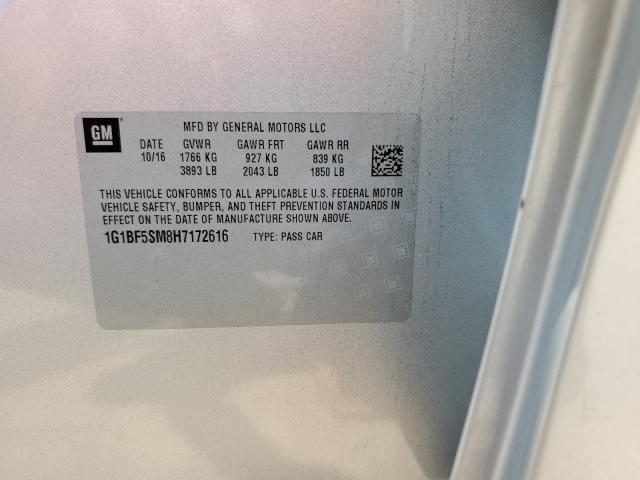 GM
MFD BY GENERAL MOTORS LLC
DATE GVWR GAWR FRT GAWR RR
10/16 1766 KG 927 KG 839 KG
3893 LB 2043 LB 1850 LB
THIS VEHICLE CONFORMS TO ALL APPLICABLE U.S. FEDERAL MOTOR
VEHICLE SAFETY, BUMPER, AND THEFT PREVENTION STANDARDS IN
EFFECT ON THE DATE OF MANUFACTURE SHOWN ABOVE.
1G1BF5SM8H7172616 TYPE: PASS CAR